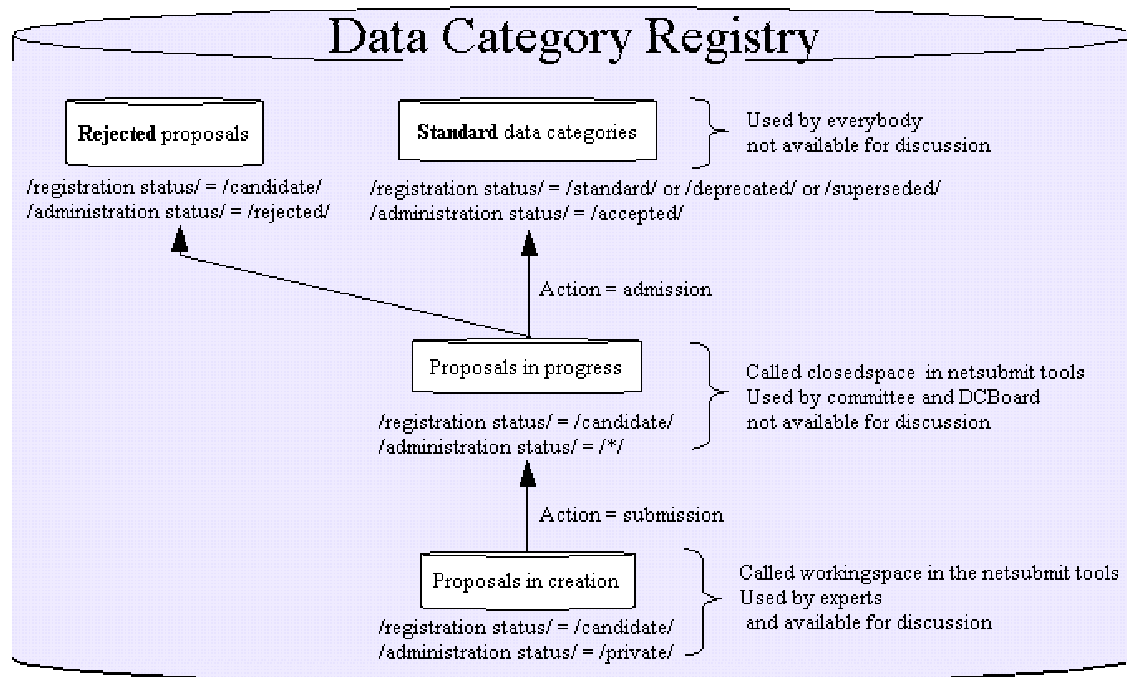 Data Category Registry
Rejected proposals
/registration status/ = /candidate/
/administration status/ = /rejected/
Standard data categories
/registration status/ = /standard/ or /deprecated/ or /superseded/
/administration status/ = /accepted/
Used by everybody
not available for discussion
Action = admission
Proposals in progress
/registration status/ = /candidate/
/administration status/ = /*/
Called closedspace in netsubmit tools
Used by committee and DCBoard
not available for discussion
Action = submission
Proposals in creation
/registration status/ = /candidate/
/administration status/ = /private/
Called workingspace in the netsubmit tools
Used by experts
and available for discussion